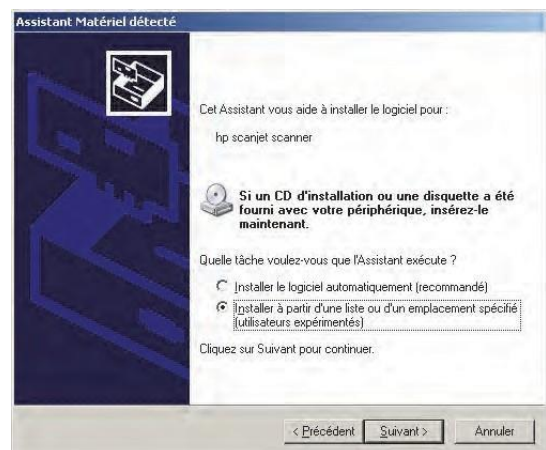 Assistant Matériel détecté
Cet Assistant vous aide à installer le logiciel pour :
hp scanjet scanner
Si un CD d'installation ou une disquette a été
fourni avec votre périphérique, insérez-le
maintenant.
Quelle tâche voulez-vous que l'Assistant exécute ?
Installer le logiciel automatiquement (recommandé)
Installer à partir d'une liste ou d'un emplacement spécifié
(utilisateurs expérimentés)
Cliquez sur Suivant pour continuer.
< Précédent Suivant > Annuler